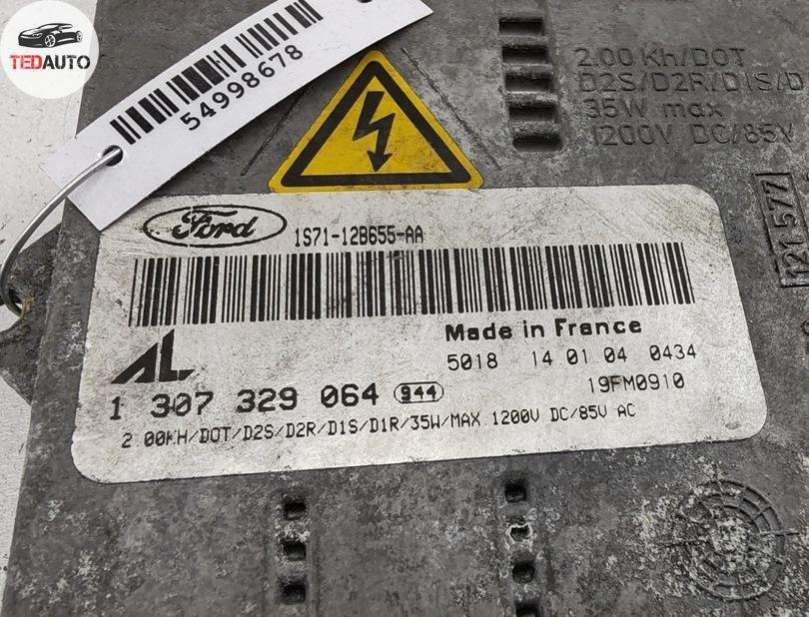 TEDAUTO
54998678
2.00 Kh/DOT
D2S/D2R/D1S/D
35W max
1200V DC/85V
121 577
Ford
1S71-12B655-AA
AL
Made in France
5018 14 01 04 0434
1 307 329 064 944
19FM0910
2.00KH/DOT/D2S/D2R/D1S/D1R/35W/MAX 1200V DC/85V AC